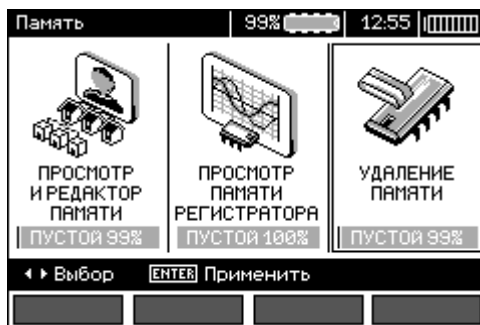 Память 99% 12:55
ПРОСМОТР
И РЕДАКТОР
ПАМЯТИ
ПУСТОЙ 99%
ПРОСМОТР
ПАМЯТИ
РЕГИСТРАТОРА
ПУСТОЙ 100%
УДАЛЕНИЕ
ПАМЯТИ
ПУСТОЙ 99%
Выбор ENTER Применить